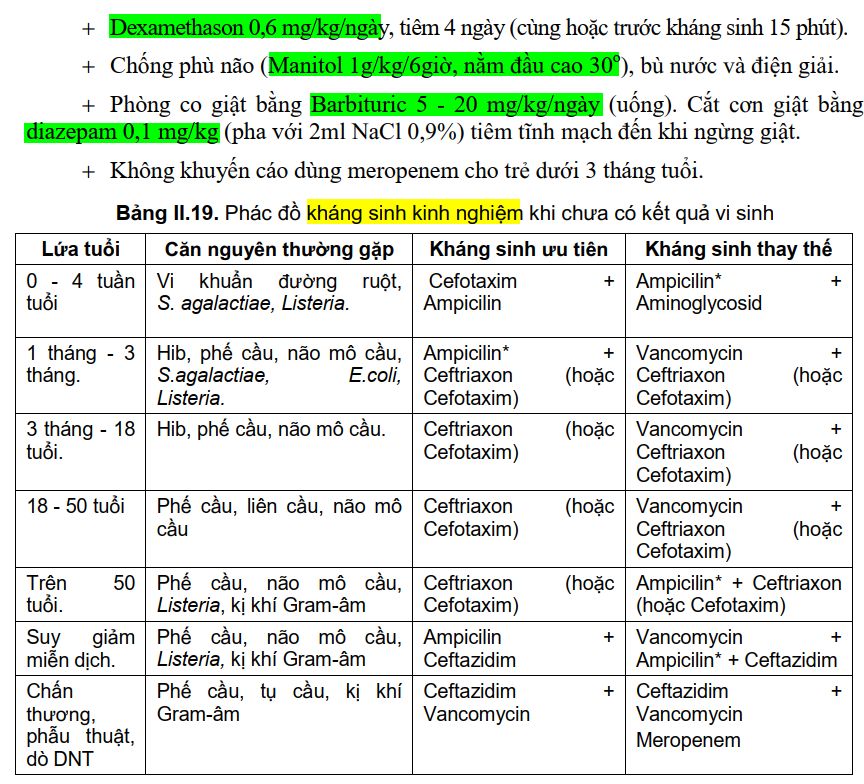 + Dexamethason 0,6 mg/kg/ngày, tiêm 4 ngày (cùng hoặc trước kháng sinh 15 phút).
+ Chống phù não (Manitol 1g/kg/6giờ, nằm đầu cao 30º), bù nước và điện giải.
+ Phòng co giật bằng Barbituric 5 - 20 mg/kg/ngày (uống). Cắt cơn giật bằng
diazepam 0,1 mg/kg (pha với 2ml NaCl 0,9%) tiêm tĩnh mạch đến khi ngừng giật.
+ Không khuyến cáo dùng meropenem cho trẻ dưới 3 tháng tuổi.
Bảng II.19. Phác đồ kháng sinh kinh nghiệm khi chưa có kết quả vi sinh
Lứa tuổi
Căn nguyên thường gặp
Kháng sinh ưu tiên
Kháng sinh thay thế
0 - 4 tuần
tuổi
Vi khuẩn đường ruột,
S. agalactiae, Listeria.
Cefotaxim +
Ampicilin
Ampicilin* +
Aminoglycosid
1 tháng - 3
tháng.
Hib, phế cầu, não mô cầu,
S.agalactiae, E.coli,
Listeria.
Ampicilin* +
Ceftriaxon (hoặc
Cefotaxim)
Vancomycin +
Ceftriaxon (hoặc
Cefotaxim)
3 tháng - 18
tuổi.
Hib, phế cầu, não mô cầu.
Ceftriaxon (hoặc
Cefotaxim)
Vancomycin +
Ceftriaxon (hoặc
Cefotaxim)
18 - 50 tuổi
Phế cầu, liên cầu, não mô
cầu
Ceftriaxon (hoặc
Cefotaxim)
Vancomycin +
Ceftriaxon (hoặc
Cefotaxim)
Trên 50
tuổi.
Phế cầu, não mô cầu,
Listeria, kị khí Gram-âm
Ceftriaxon (hoặc
Cefotaxim)
Ampicilin* + Ceftriaxon
(hoặc Cefotaxim)
Suy giảm
miễn dịch.
Phế cầu, não mô cầu,
Listeria, kị khí Gram-âm
Ampicilin +
Ceftazidim
Vancomycin +
Ampicilin* + Ceftazidim
Chấn
thương,
phẫu thuật,
dò DNT
Phế cầu, tụ cầu, kị khí
Gram-âm
Ceftazidim +
Vancomycin
Ceftazidim +
Vancomycin
Meropenem